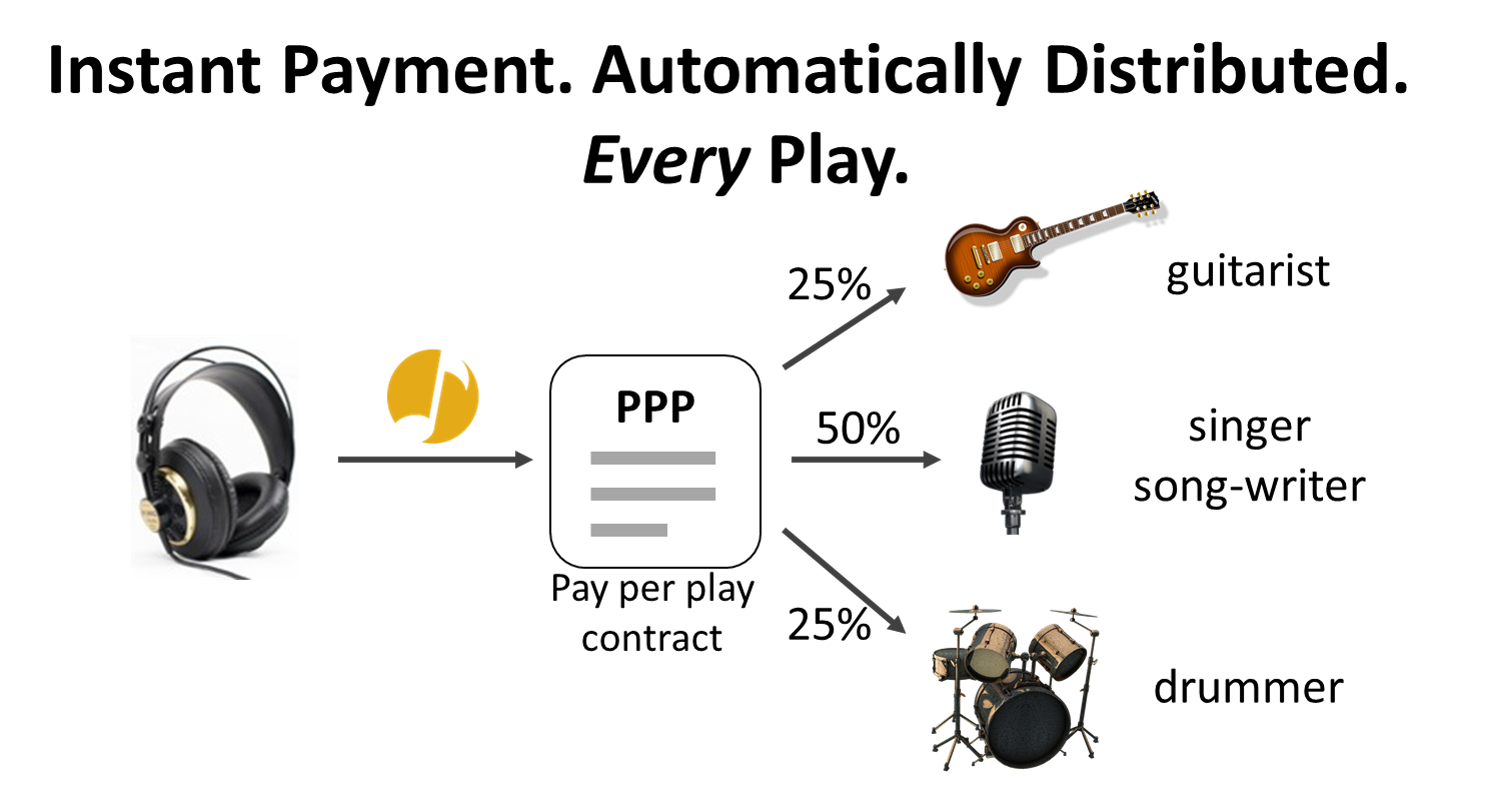 Instant Payment. Automatically Distributed.
Every Play.
25%
guitarist
PPP
50%
singer
song-writer
Pay per play
contract
25%
drummer